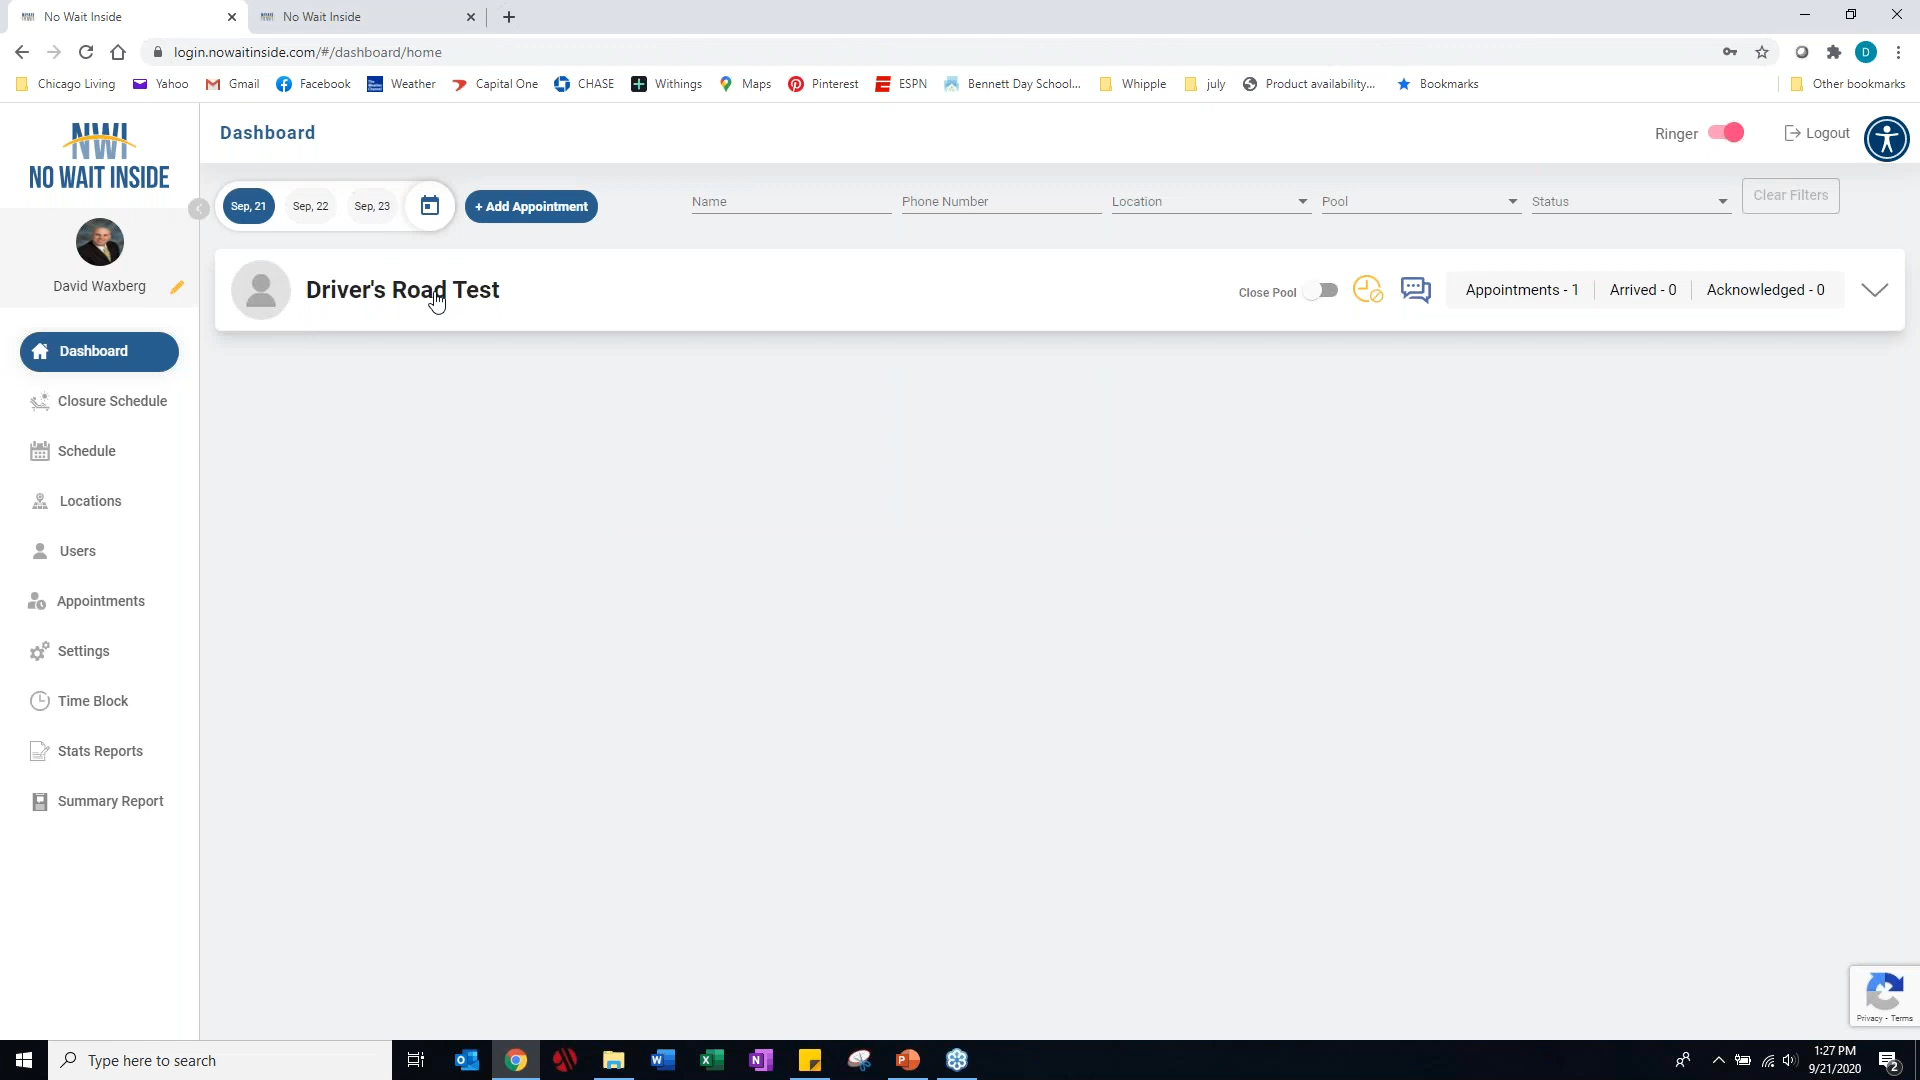 No Wait Inside
No Wait Inside
login.nowaitinside.com/#/dashboard/home
D
Chicago Living
Yahoo
Gmail
Facebook
Weather
Capital One
CHASE
Withings
Maps
Pinterest
ESPN
Bennett Day School...
Whipple
july
Product availability...
Bookmarks
Other bookmarks
NWI
NO WAIT INSIDE
Dashboard
Ringer
Logout
David Waxberg
Sep, 21
Sep, 22
Sep, 23
+ Add Appointment
Name
Phone Number
Location
Pool
Status
Clear Filters
Driver's Road Test
Close Pool
Appointments - 1
Arrived - 0
Acknowledged - 0
Dashboard
Closure Schedule
Schedule
Locations
Users
Appointments
Settings
Time Block
Stats Reports
Summary Report
Privacy - Terms
Type here to search
1:27 PM
9/21/2020
2